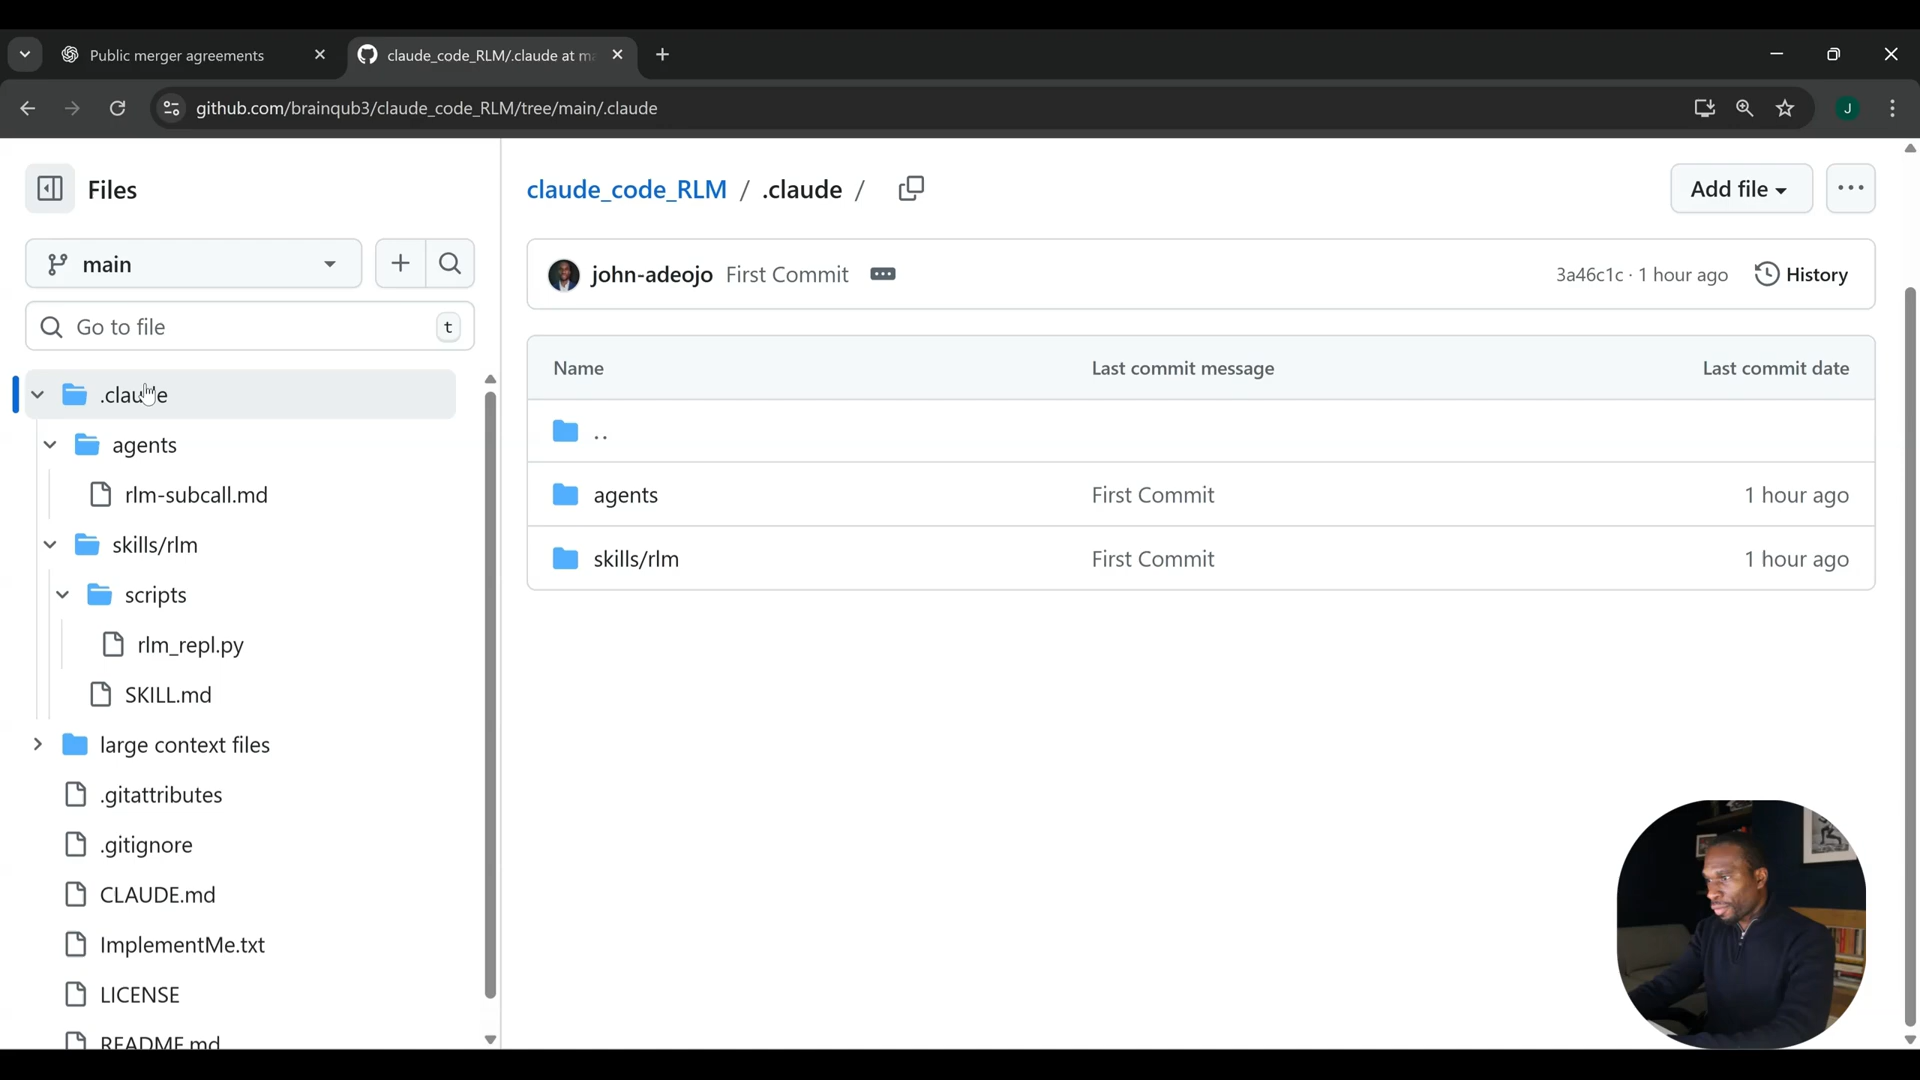 Public merger agreements
claude_code_RLM/.claude at ma
github.com/brainqub3/claude_code_RLM/tree/main/.claude
J
Files
claude_code_RLM / .claude /
Add file
main
john-adeojo First Commit
3a46c1c · 1 hour ago
History
Go to file
t
Name
Last commit message
Last commit date
.claude
..
agents
rlm-subcall.md
agents
First Commit
1 hour ago
skills/rlm
skills/rlm
First Commit
1 hour ago
scripts
rlm_repl.py
SKILL.md
large context files
.gitattributes
.gitignore
CLAUDE.md
ImplementMe.txt
LICENSE
README.md